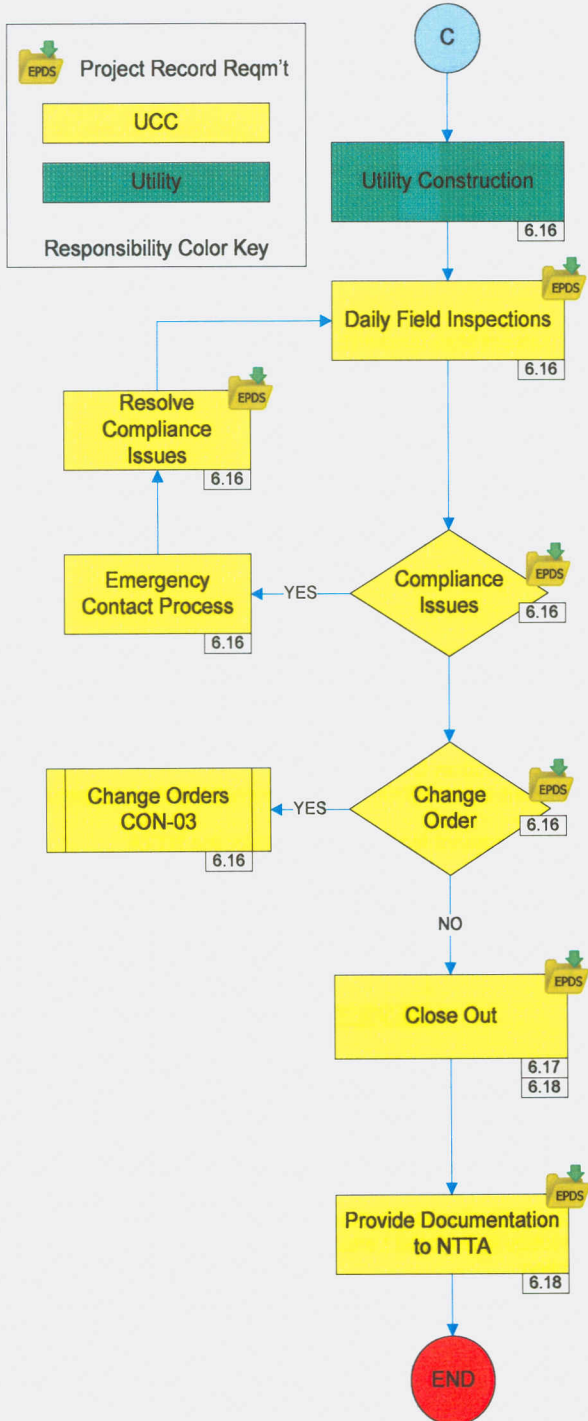 EPDS
Project Record Reqm't
UCC
Utility
Responsibility Color Key
C
Utility Construction
6.16
EPDS
Daily Field Inspections
6.16
EPDS
Resolve
Compliance
Issues
6.16
Emergency
Contact Process
6.16
YES
EPDS
Compliance
Issues
6.16
Change Orders
CON-03
6.16
YES
EPDS
Change
Order
6.16
NO
EPDS
Close Out
6.17
6.18
EPDS
Provide Documentation
to NTTA
6.18
END